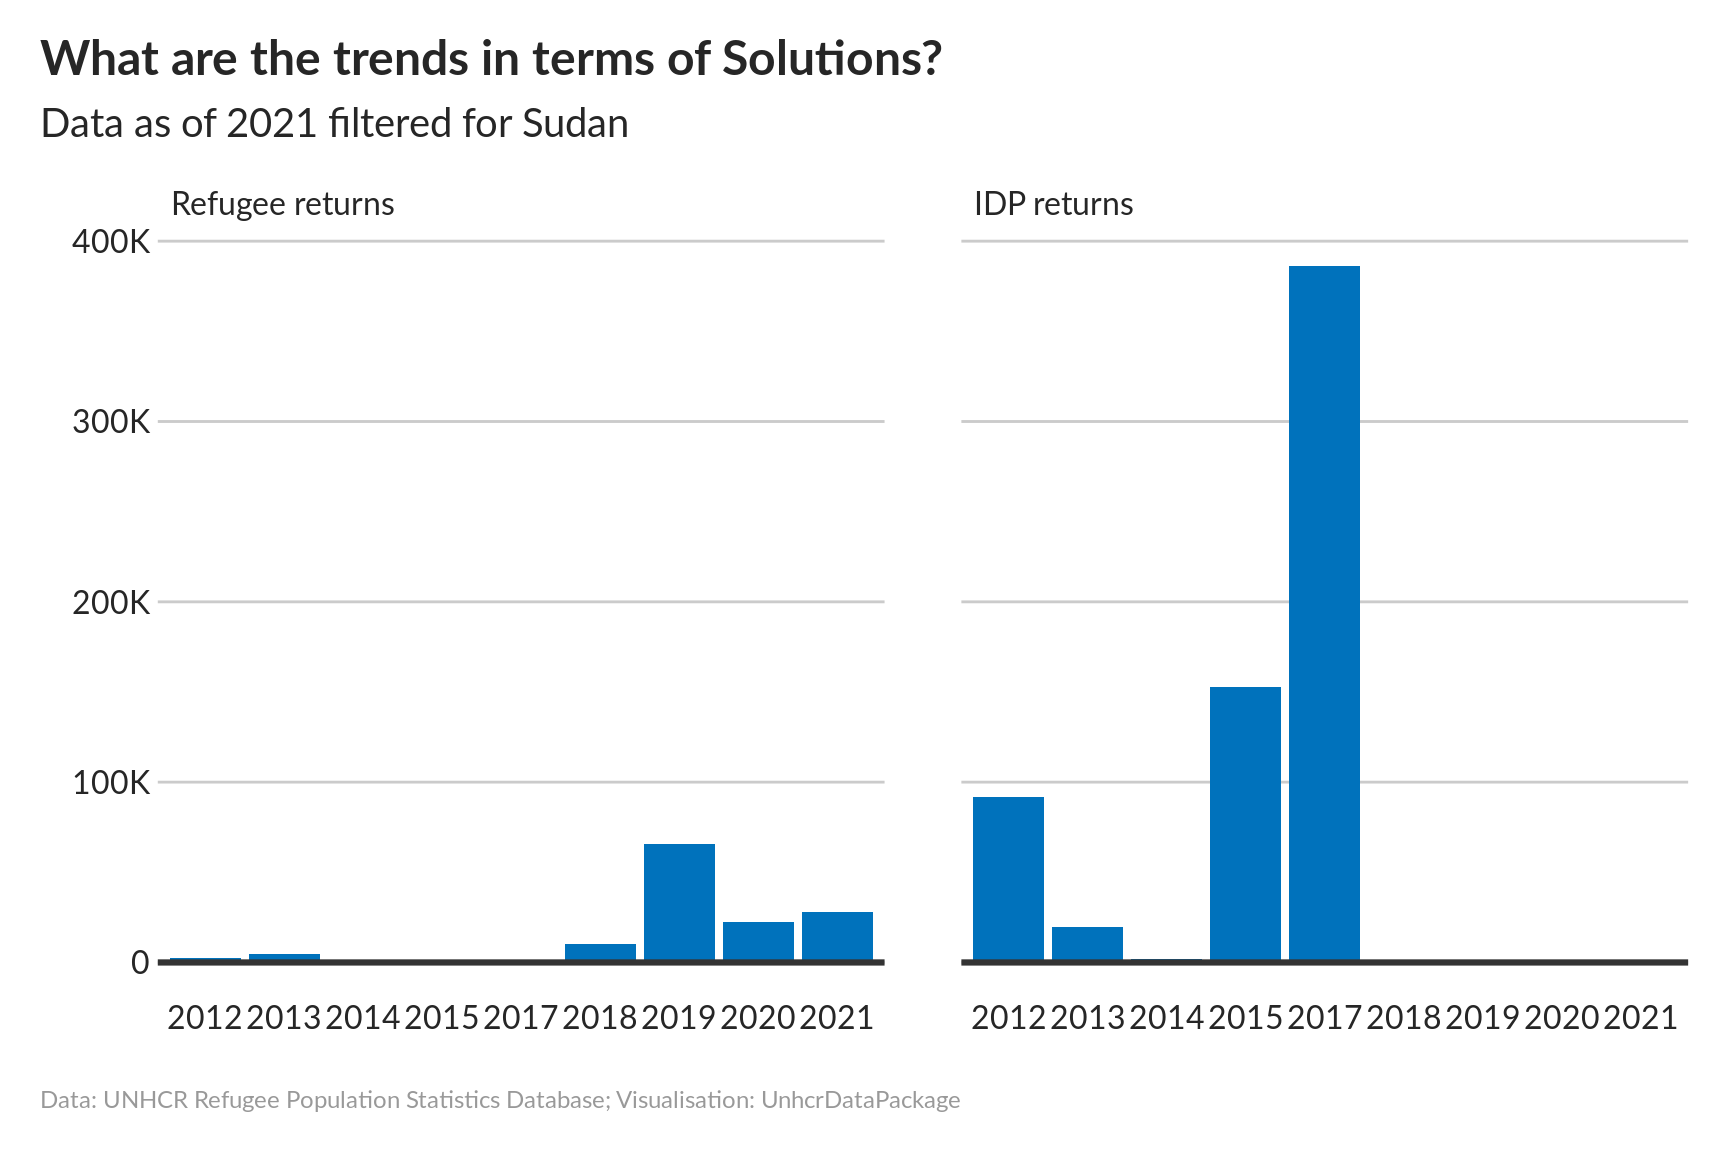 What are the trends in terms of Solutions?
Data as of 2021 filtered for Sudan
Refugee returns
IDP returns
400K
300K
200K
100K
0
2012 2013 2014 2015 2017 2018 2019 2020 2021
2012 2013 2014 2015 2017 2018 2019 2020 2021
Data: UNHCR Refugee Population Statistics Database; Visualisation: UnhcrDataPackage